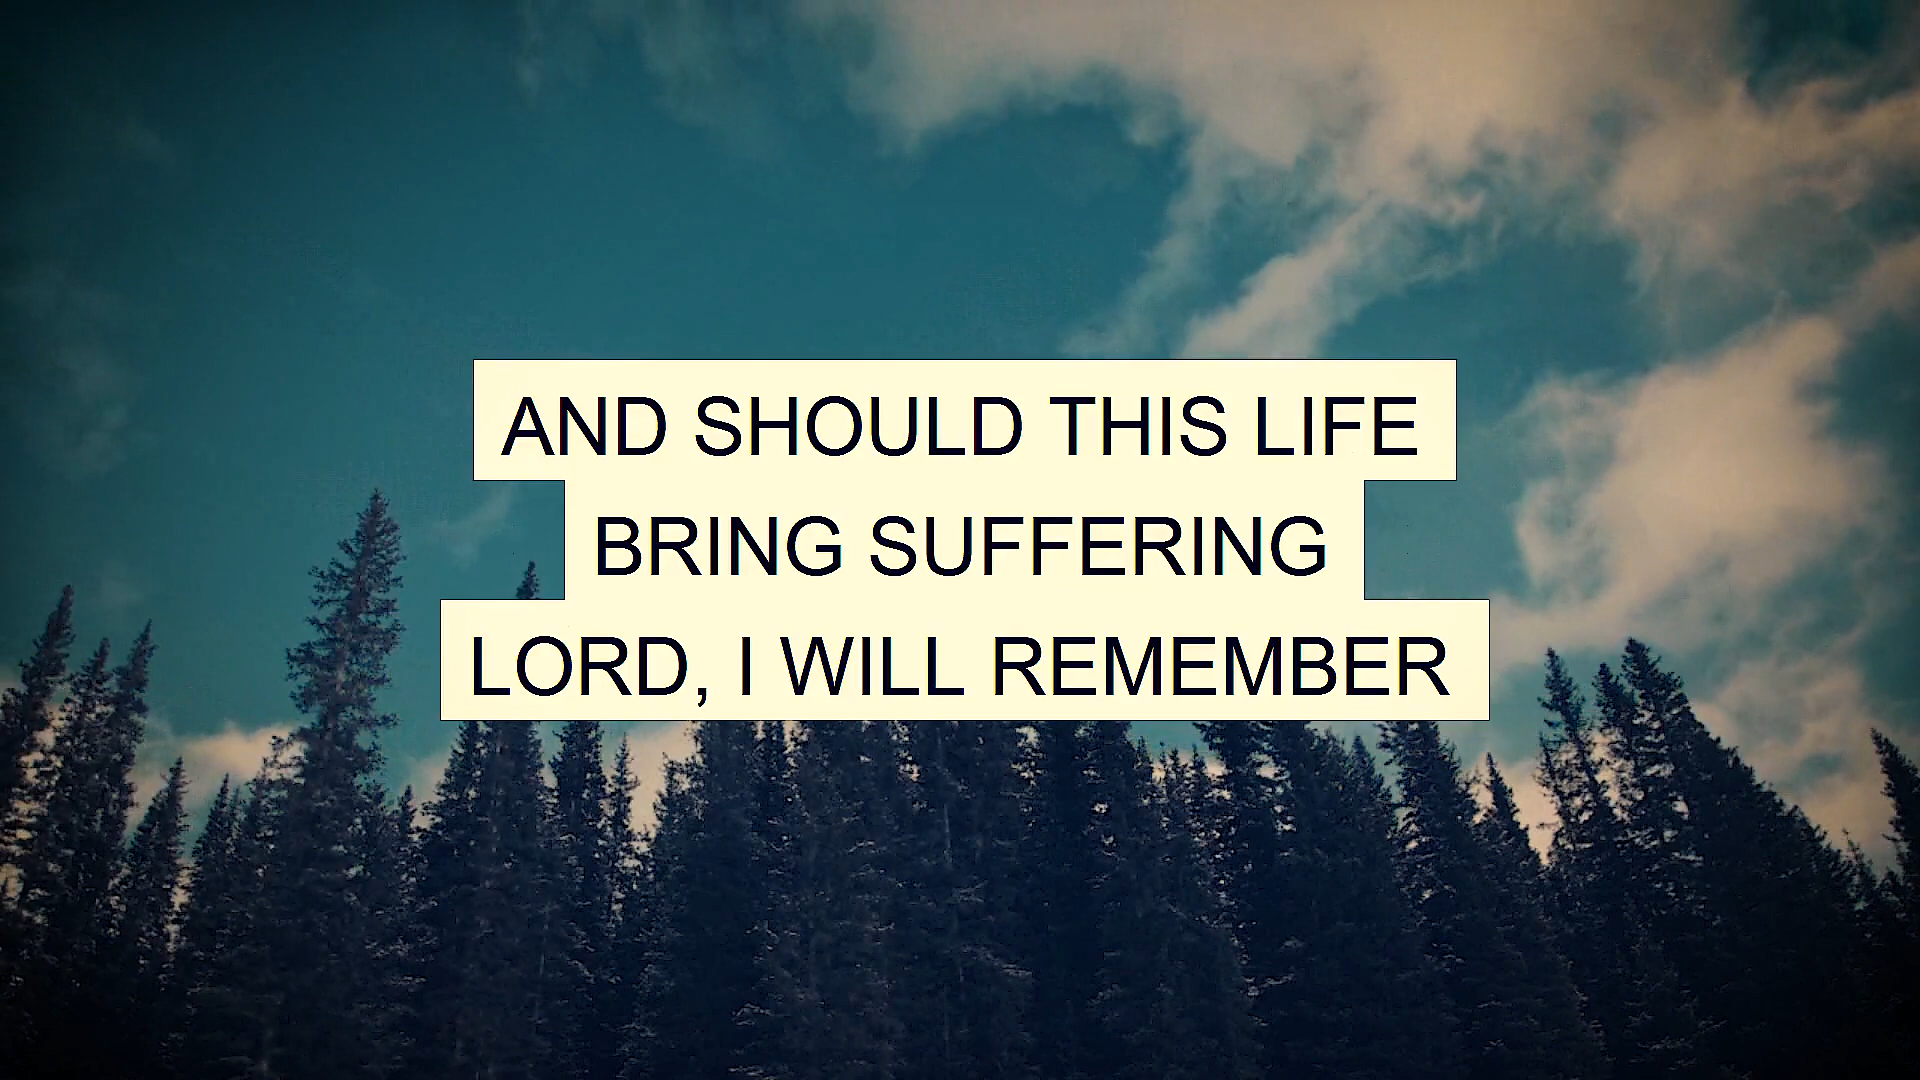 AND SHOULD THIS LIFE
BRING SUFFERING
LORD, I WILL REMEMBER